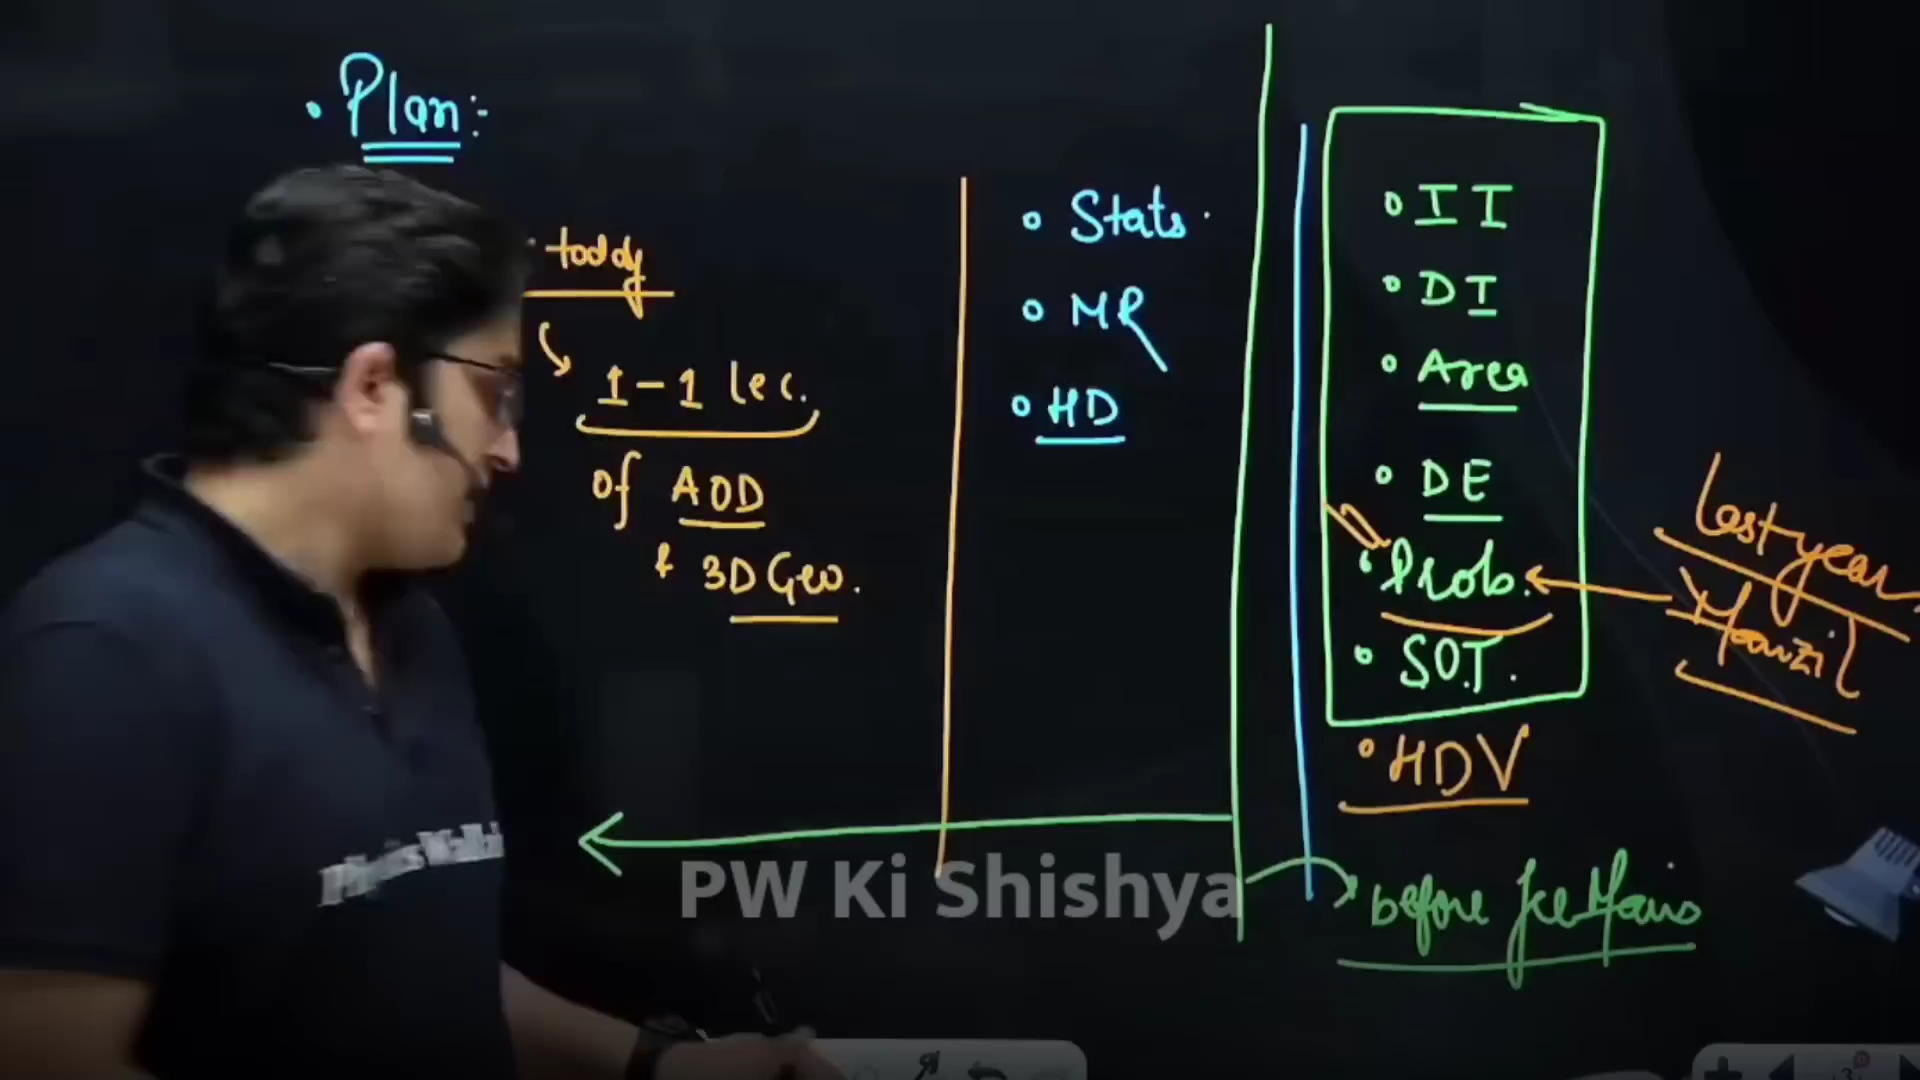 • Plan:-
today
1-1 lec.
of AOD
& 3D Geo.
• Stats.
• MR
• HD
• II
• DI
• Area
• DE
• Prob.
• S.O.T.
• HDV
before Jee Mains
Last year
Manzil
PW Ki Shishya